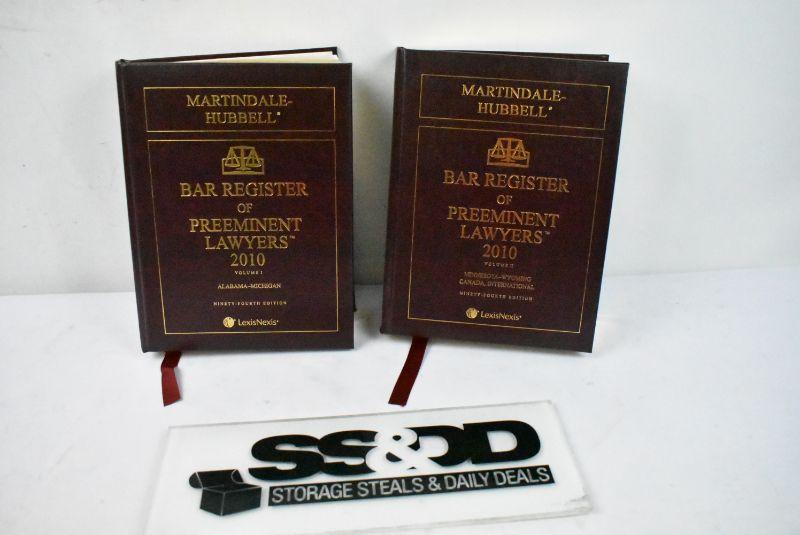 MARTINDALE-
HUBBELL®
BAR REGISTER
OF
PREEMINENT
LAWYERS™
2010
VOLUME I
ALABAMA–MICHIGAN
NINETY-FOURTH EDITION
LexisNexis®
MARTINDALE-
HUBBELL®
BAR REGISTER
OF
PREEMINENT
LAWYERS™
2010
VOLUME II
MINNESOTA–WYOMING
CANADA, INTERNATIONAL
NINETY-FOURTH EDITION
LexisNexis®
SS&DD
STORAGE STEALS & DAILY DEALS